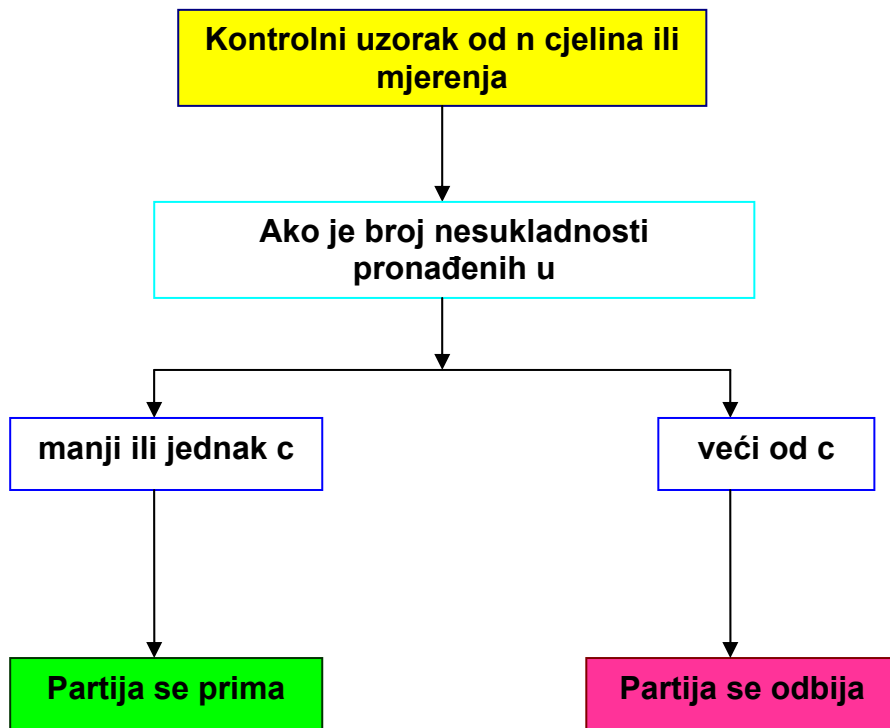 Kontrolni uzorak od n cjelina ili
mjerenja
Ako je broj nesukladnosti
pronađenih u
manji ili jednak c
veći od c
Partija se prima
Partija se odbija